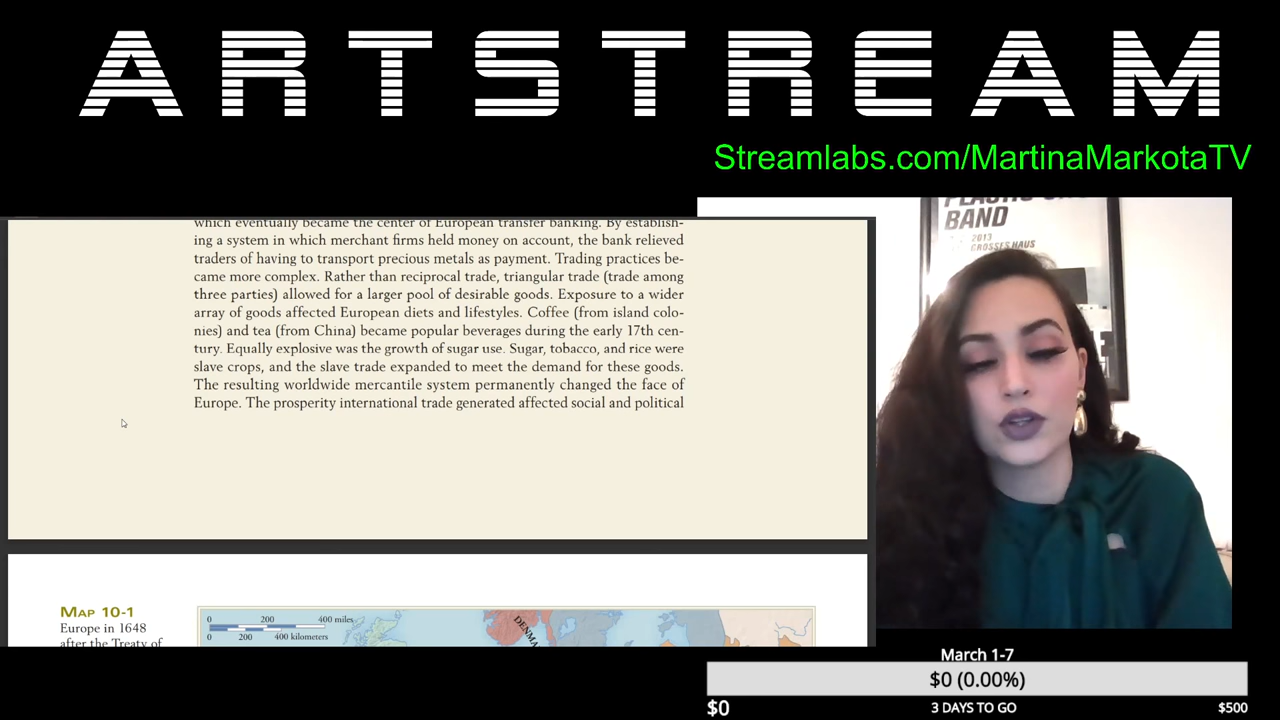 ARTSTREAM
Streamlabs.com/MartinaMarkotaTV
which eventually became the center of European transfer banking. By establish-
ing a system in which merchant firms held money on account, the bank relieved
traders of having to transport precious metals as payment. Trading practices be-
came more complex. Rather than reciprocal trade, triangular trade (trade among
three parties) allowed for a larger pool of desirable goods. Exposure to a wider
array of goods affected European diets and lifestyles. Coffee (from island colo-
nies) and tea (from China) became popular beverages during the early 17th cen-
tury. Equally explosive was the growth of sugar use. Sugar, tobacco, and rice were
slave crops, and the slave trade expanded to meet the demand for these goods.
The resulting worldwide mercantile system permanently changed the face of
Europe. The prosperity international trade generated affected social and political
MAP 10-1
Europe in 1648
after the Treaty of
0 200 400 miles
0 200 400 kilometers
DENMA
BAND
2013
GROSSES HAUS
March 1-7
$0 (0.00%)
$0 3 DAYS TO GO $500